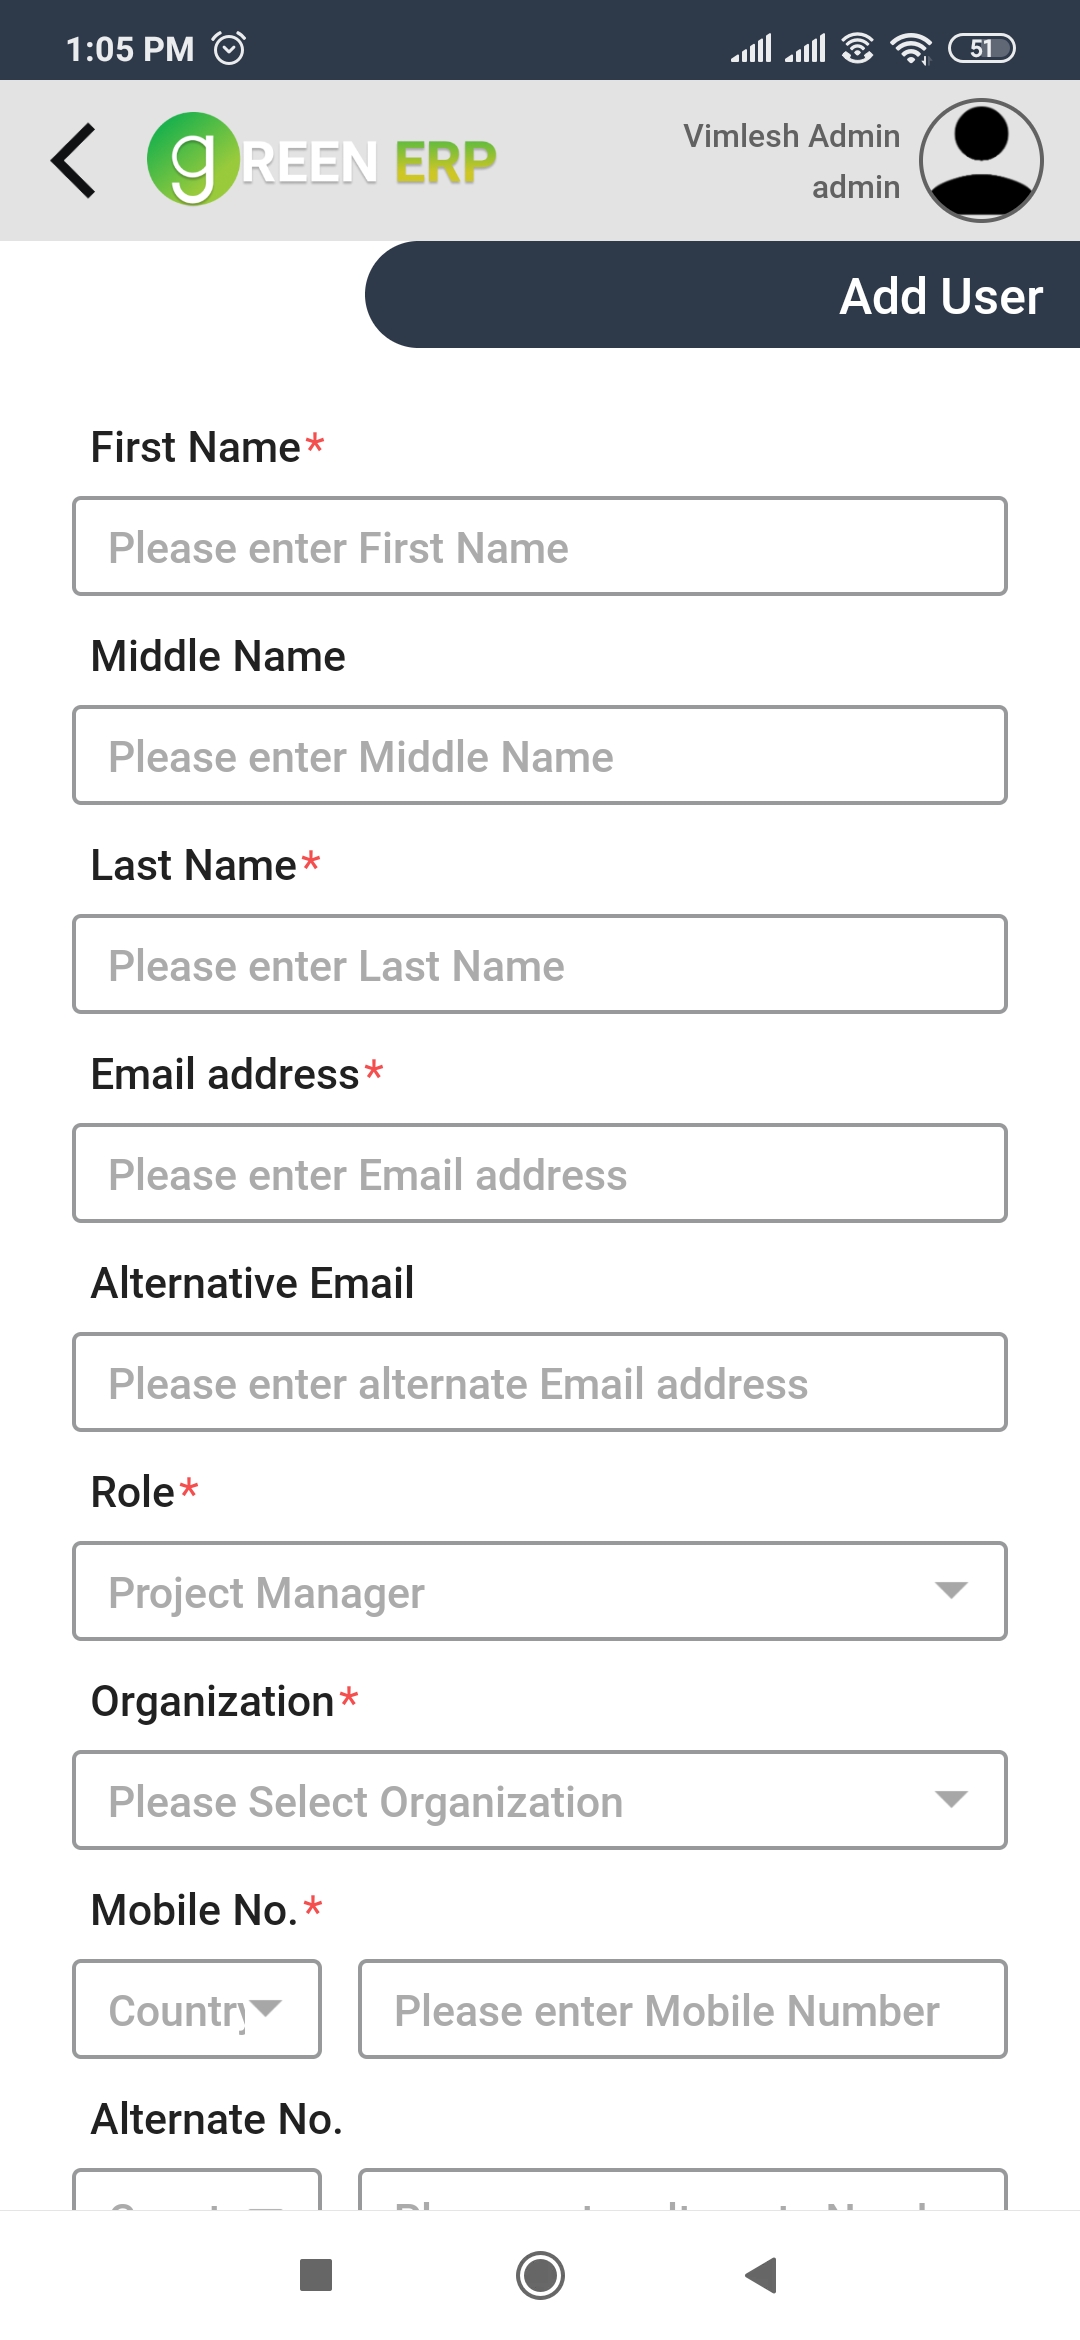 1:05 PM
51
gREEN ERP
Vimlesh Admin
admin
Add User
First Name*
Please enter First Name
Middle Name
Please enter Middle Name
Last Name*
Please enter Last Name
Email address*
Please enter Email address
Alternative Email
Please enter alternate Email address
Role*
Project Manager
Organization*
Please Select Organization
Mobile No.*
Country
Please enter Mobile Number
Alternate No.